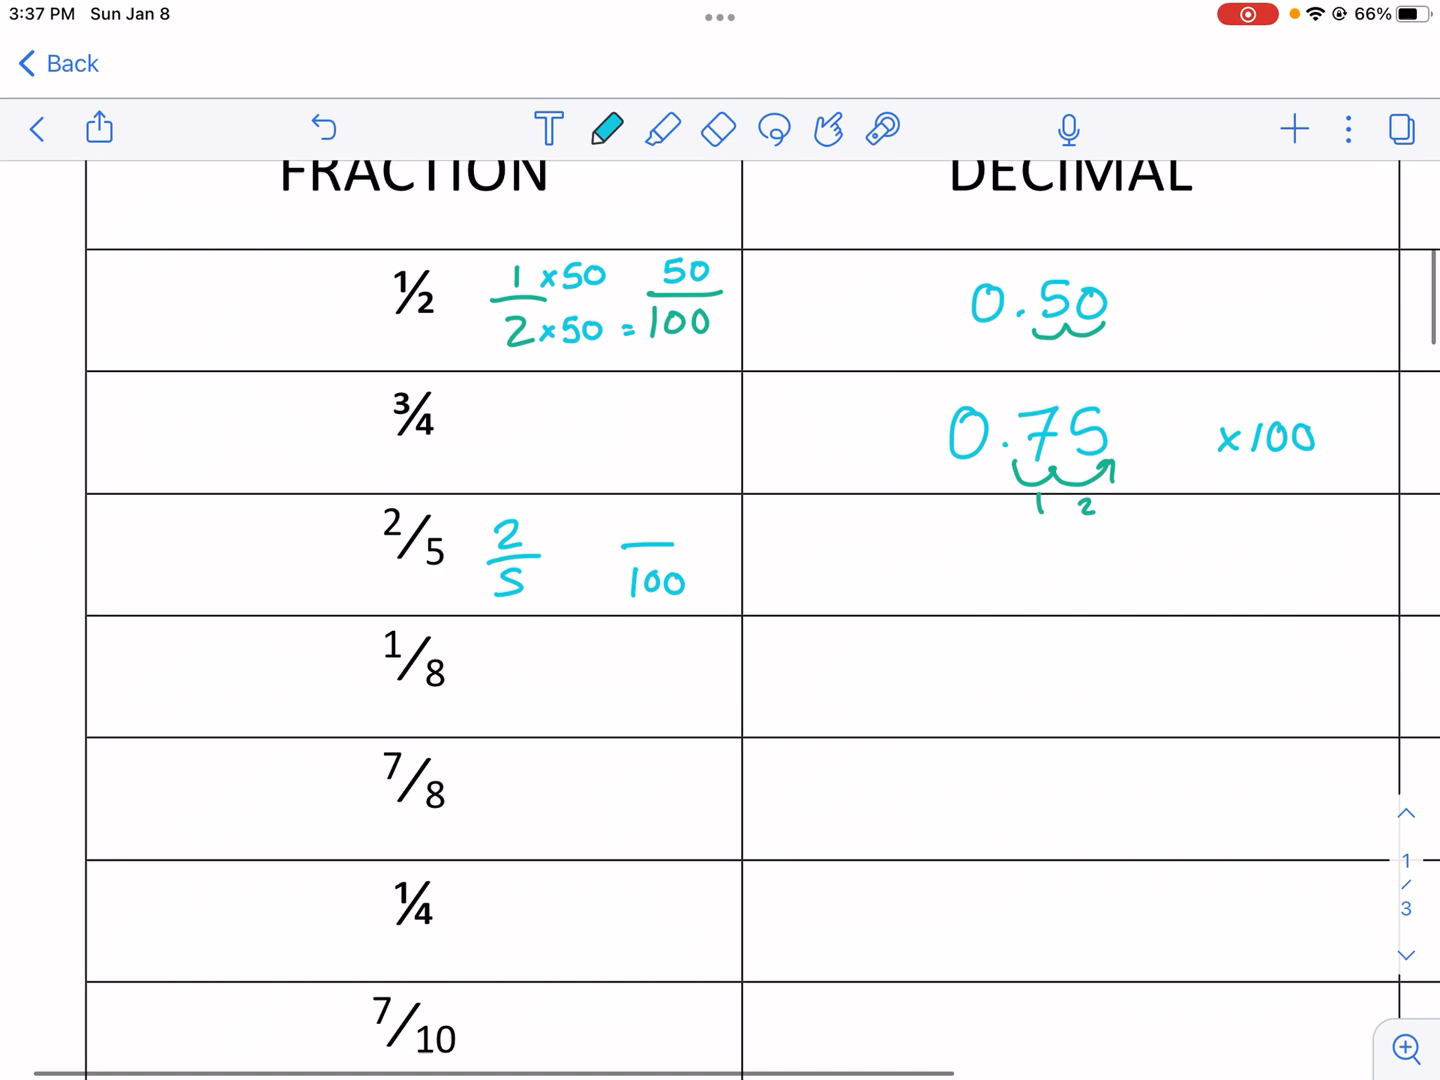 3:37 PM Sun Jan 8 66%
Back
FRACTION DECIMAL
½ 1 x50 50
2 x50 = 100 0.50
¾ 0.75 x100
1 2
2/5 2
5 100
1/8
7/8
¼
7/10
1
/
3